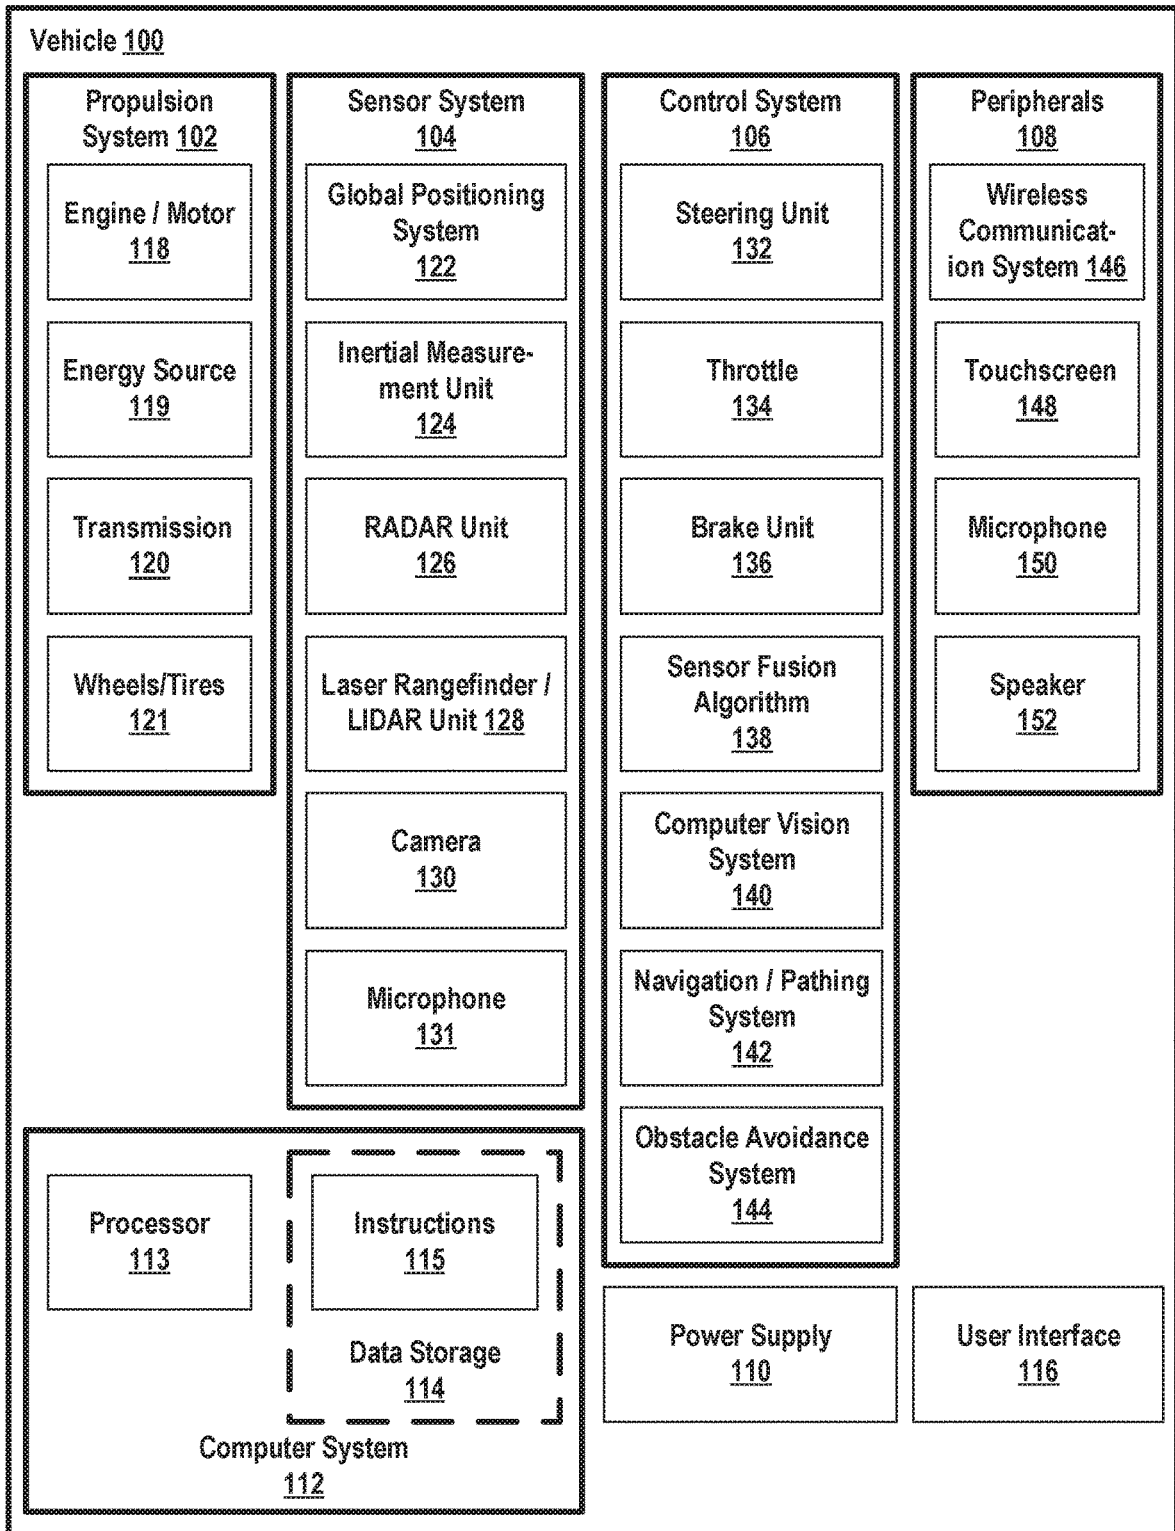 Vehicle 100
Propulsion
System 102
Engine / Motor
118
Energy Source
119
Transmission
120
Wheels/Tires
121
Sensor System
104
Global Positioning
System
122
Inertial Measure-
ment Unit
124
RADAR Unit
126
Laser Rangefinder /
LIDAR Unit 128
Camera
130
Microphone
131
Control System
106
Steering Unit
132
Throttle
134
Brake Unit
136
Sensor Fusion
Algorithm
138
Computer Vision
System
140
Navigation / Pathing
System
142
Obstacle Avoidance
System
144
Peripherals
108
Wireless
Communicat-
ion System 146
Touchscreen
148
Microphone
150
Speaker
152
Processor
113
Instructions
115
Data Storage
114
Computer System
112
Power Supply
110
User Interface
116